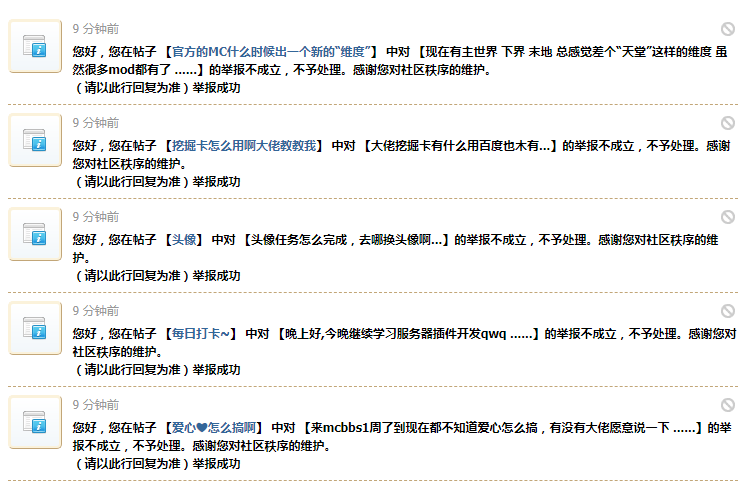 9 分钟前
您好，您在帖子 【官方的MC什么时候出一个新的“维度”】 中对 【现在有主世界 下界 末地 总感觉差个“天堂”这样的维度 虽
然很多mod都有了 ......】的举报不成立，不予处理。感谢您对社区秩序的维护。
（请以此行回复为准）举报成功
9 分钟前
您好，您在帖子 【挖掘卡怎么用啊大佬教教我】 中对 【大佬挖掘卡有什么用百度也木有...】的举报不成立，不予处理。感谢
您对社区秩序的维护。
（请以此行回复为准）举报成功
9 分钟前
您好，您在帖子 【头像】 中对 【头像任务怎么完成，去哪换头像啊...】的举报不成立，不予处理。感谢您对社区秩序的维
护。
（请以此行回复为准）举报成功
9 分钟前
您好，您在帖子 【每日打卡~】 中对 【晚上好,今晚继续学习服务器插件开发qwq ......】的举报不成立，不予处理。感谢您对
社区秩序的维护。
（请以此行回复为准）举报成功
9 分钟前
您好，您在帖子 【爱心❤怎么搞啊】 中对 【来mcbbs1周了到现在都不知道爱心怎么搞，有没有大佬愿意说一下 ......】的举
报不成立，不予处理。感谢您对社区秩序的维护。
（请以此行回复为准）举报成功